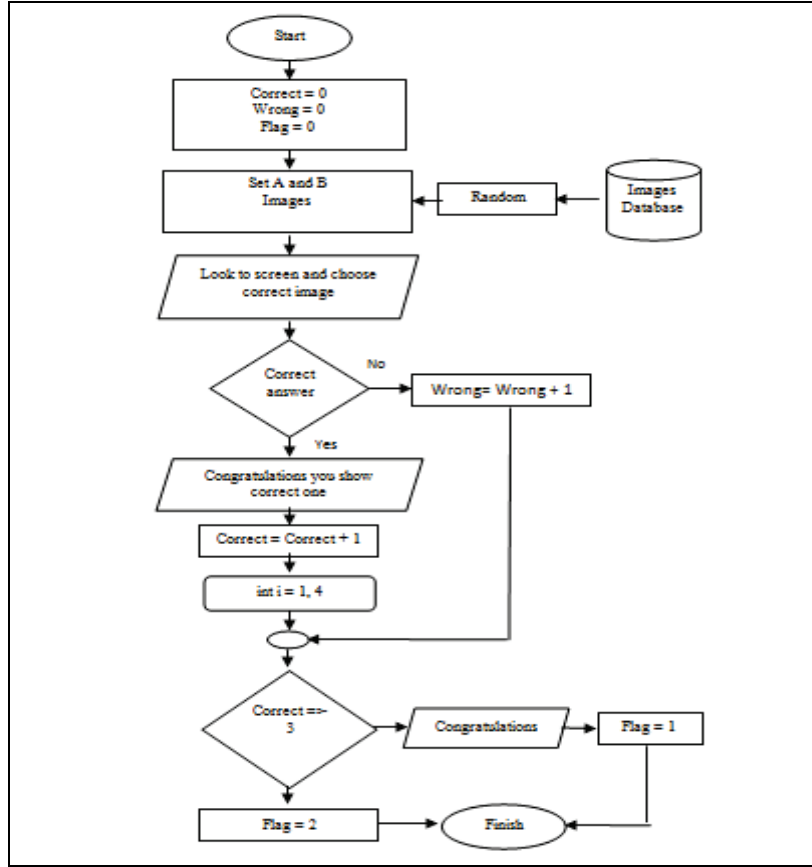 Start
Correct = 0
Wrong = 0
Flag = 0
Set A and B
Images
Random
Images
Database
Look to screen and choose
correct image
Correct
answer
No
Wrong= Wrong + 1
Yes
Congratulations you show
correct one
Correct = Correct + 1
int i = 1, 4
Correct =>
3
Congratulations
Flag = 1
Flag = 2
Finish